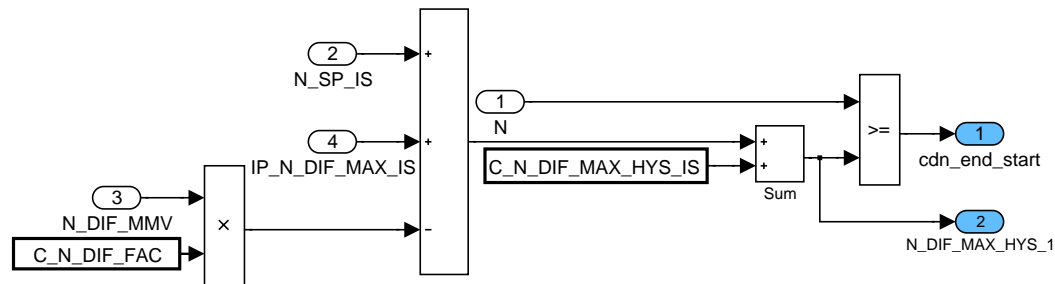 2
N_SP_IS
+
1
N
>=
1
cdn_end_start
4
IP_N_DIF_MAX_IS
+
C_N_DIF_MAX_HYS_IS
+
+
Sum
3
N_DIF_MMV
×
C_N_DIF_FAC
−
2
N_DIF_MAX_HYS_1